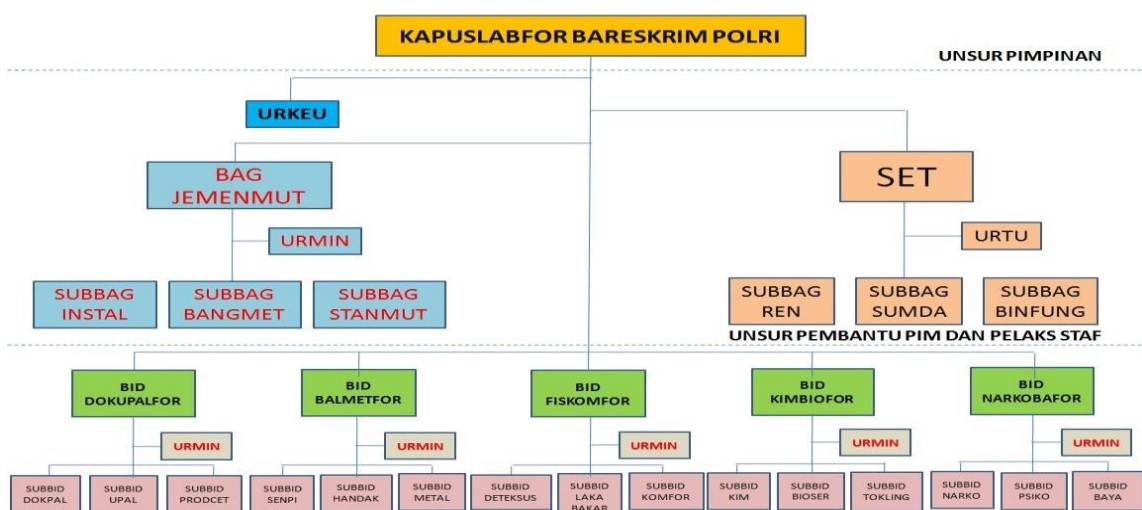 KAPUSLABFOR BARESKRIM POLRI
UNSUR PIMPINAN
URKEU
BAG
JEMENMUT
SET
URMIN
URTU
SUBBAG
INSTAL
SUBBAG
BANGMET
SUBBAG
STANMUT
SUBBAG
REN
SUBBAG
SUMDA
SUBBAG
BINFUNG
UNSUR PEMBANTU PIM DAN PELAKS STAF
BID
DOKUPALFOR
BID
BALMETFOR
BID
FISKOMFOR
BID
KIMBIOFOR
BID
NARKOBAFOR
URMIN
URMIN
URMIN
URMIN
URMIN
SUBBID
DOKPAL
SUBBID
UPAL
SUBBID
PRODCET
SUBBID
SENPI
SUBBID
HANDAK
SUBBID
METAL
SUBBID
DETEKSUS
SUBBID
LAKA
BAKAR
SUBBID
KOMFOR
SUBBID
KIM
SUBBID
BIOSER
SUBBID
TOKLING
SUBBID
NARKO
SUBBID
PSIKO
SUBBID
BAYA